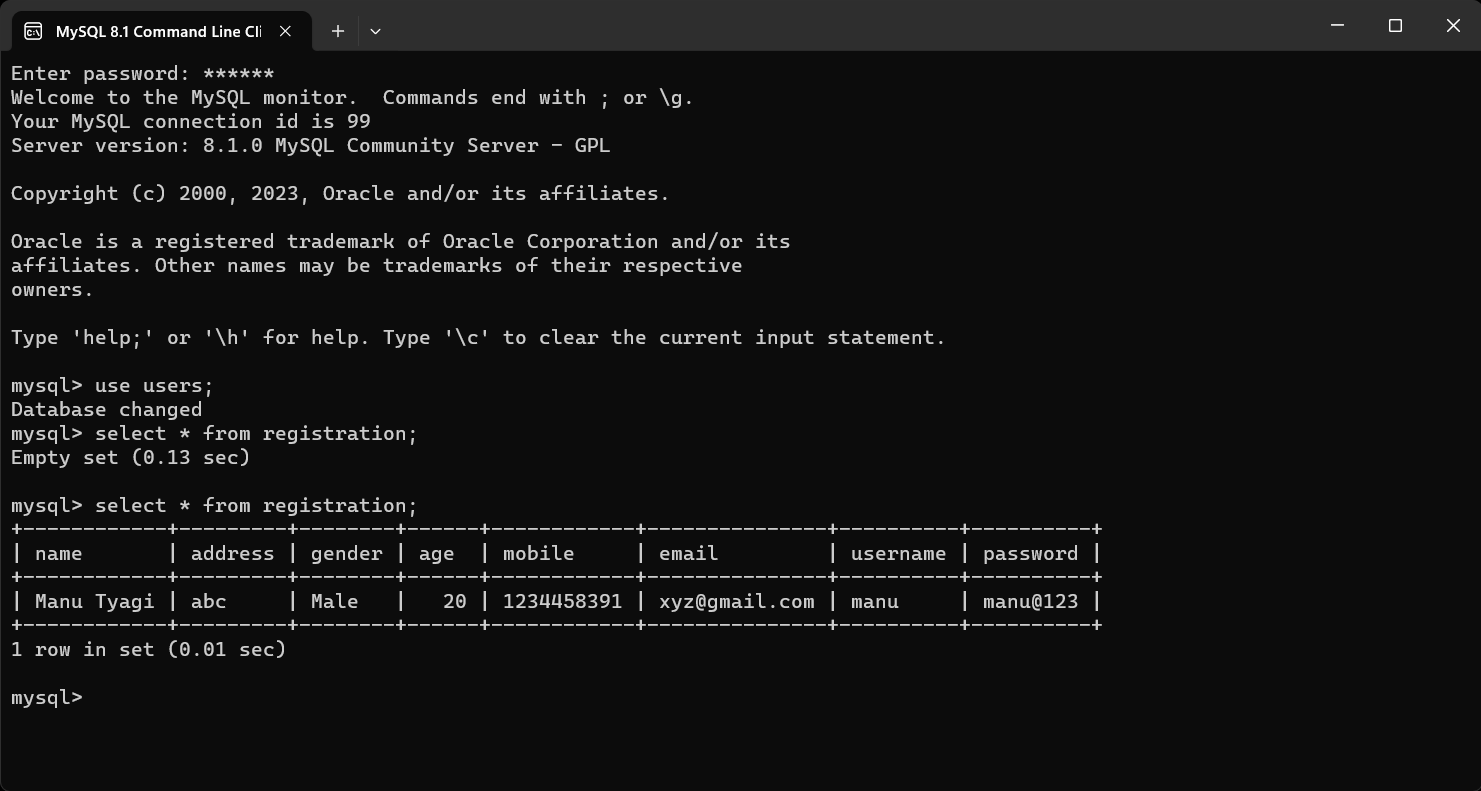 MySQL 8.1 Command Line Cli
Enter password: ******
Welcome to the MySQL monitor.  Commands end with ; or \g.
Your MySQL connection id is 99
Server version: 8.1.0 MySQL Community Server - GPL
Copyright (c) 2000, 2023, Oracle and/or its affiliates.
Oracle is a registered trademark of Oracle Corporation and/or its
affiliates. Other names may be trademarks of their respective
owners.
Type 'help;' or '\h' for help. Type '\c' to clear the current input statement.
mysql> use users;
Database changed
mysql> select * from registration;
Empty set (0.13 sec)
mysql> select * from registration;
+------------+---------+--------+------+------------+---------------+----------+----------+
| name       | address | gender | age  | mobile     | email         | username | password |
+------------+---------+--------+------+------------+---------------+----------+----------+
| Manu Tyagi | abc     | Male   |   20 | 1234458391 | xyz@gmail.com | manu     | manu@123 |
+------------+---------+--------+------+------------+---------------+----------+----------+
1 row in set (0.01 sec)
mysql>